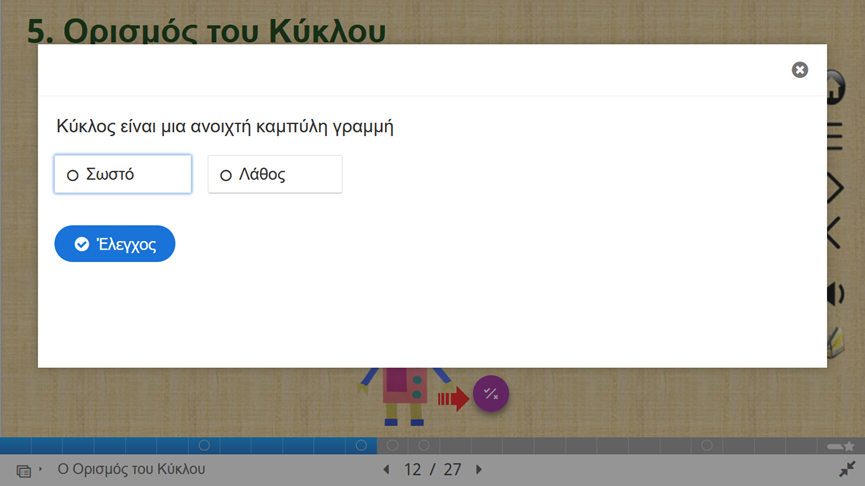 5. Ορισμός του Κύκλου
Κύκλος είναι μια ανοιχτή καμπύλη γραμμή
Σωστό
Λάθος
Έλεγχος
Ο Ορισμός του Κύκλου
12 / 27